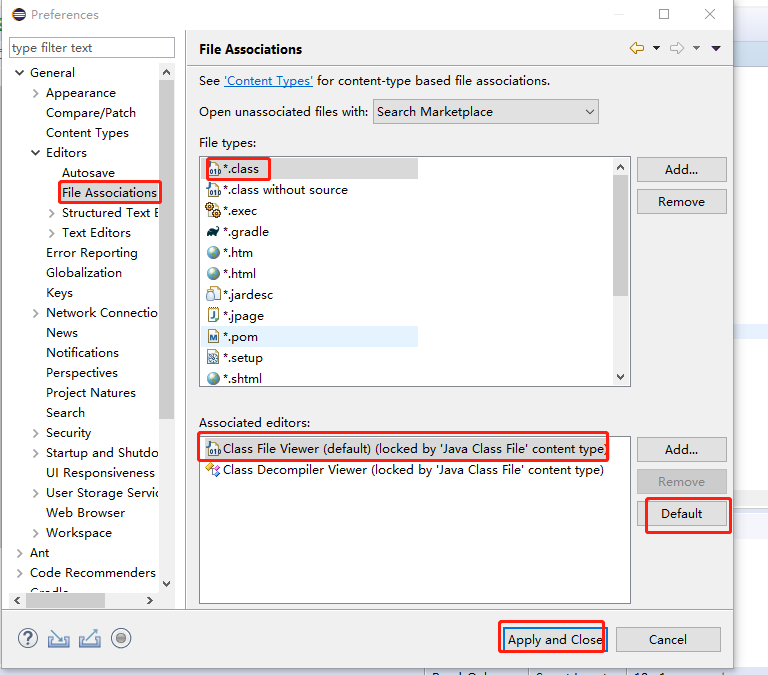 Preferences
type filter text
General
Appearance
Compare/Patch
Content Types
Editors
Autosave
File Associations
Structured Text E
Text Editors
Error Reporting
Globalization
Keys
Network Connectio
News
Notifications
Perspectives
Project Natures
Search
Security
Startup and Shutdo
UI Responsiveness
User Storage Servic
Web Browser
Workspace
Ant
Code Recommenders
Gradle
File Associations
See 'Content Types' for content-type based file associations.
Open unassociated files with: Search Marketplace
File types:
*.class
*.class without source
*.exec
*.gradle
*.htm
*.html
*.jardesc
*.jpage
*.pom
*.setup
*.shtml
Add...
Remove
Associated editors:
Class File Viewer (default) (locked by 'Java Class File' content type)
Class Decompiler Viewer (locked by 'Java Class File' content type)
Add...
Remove
Default
Apply and Close
Cancel